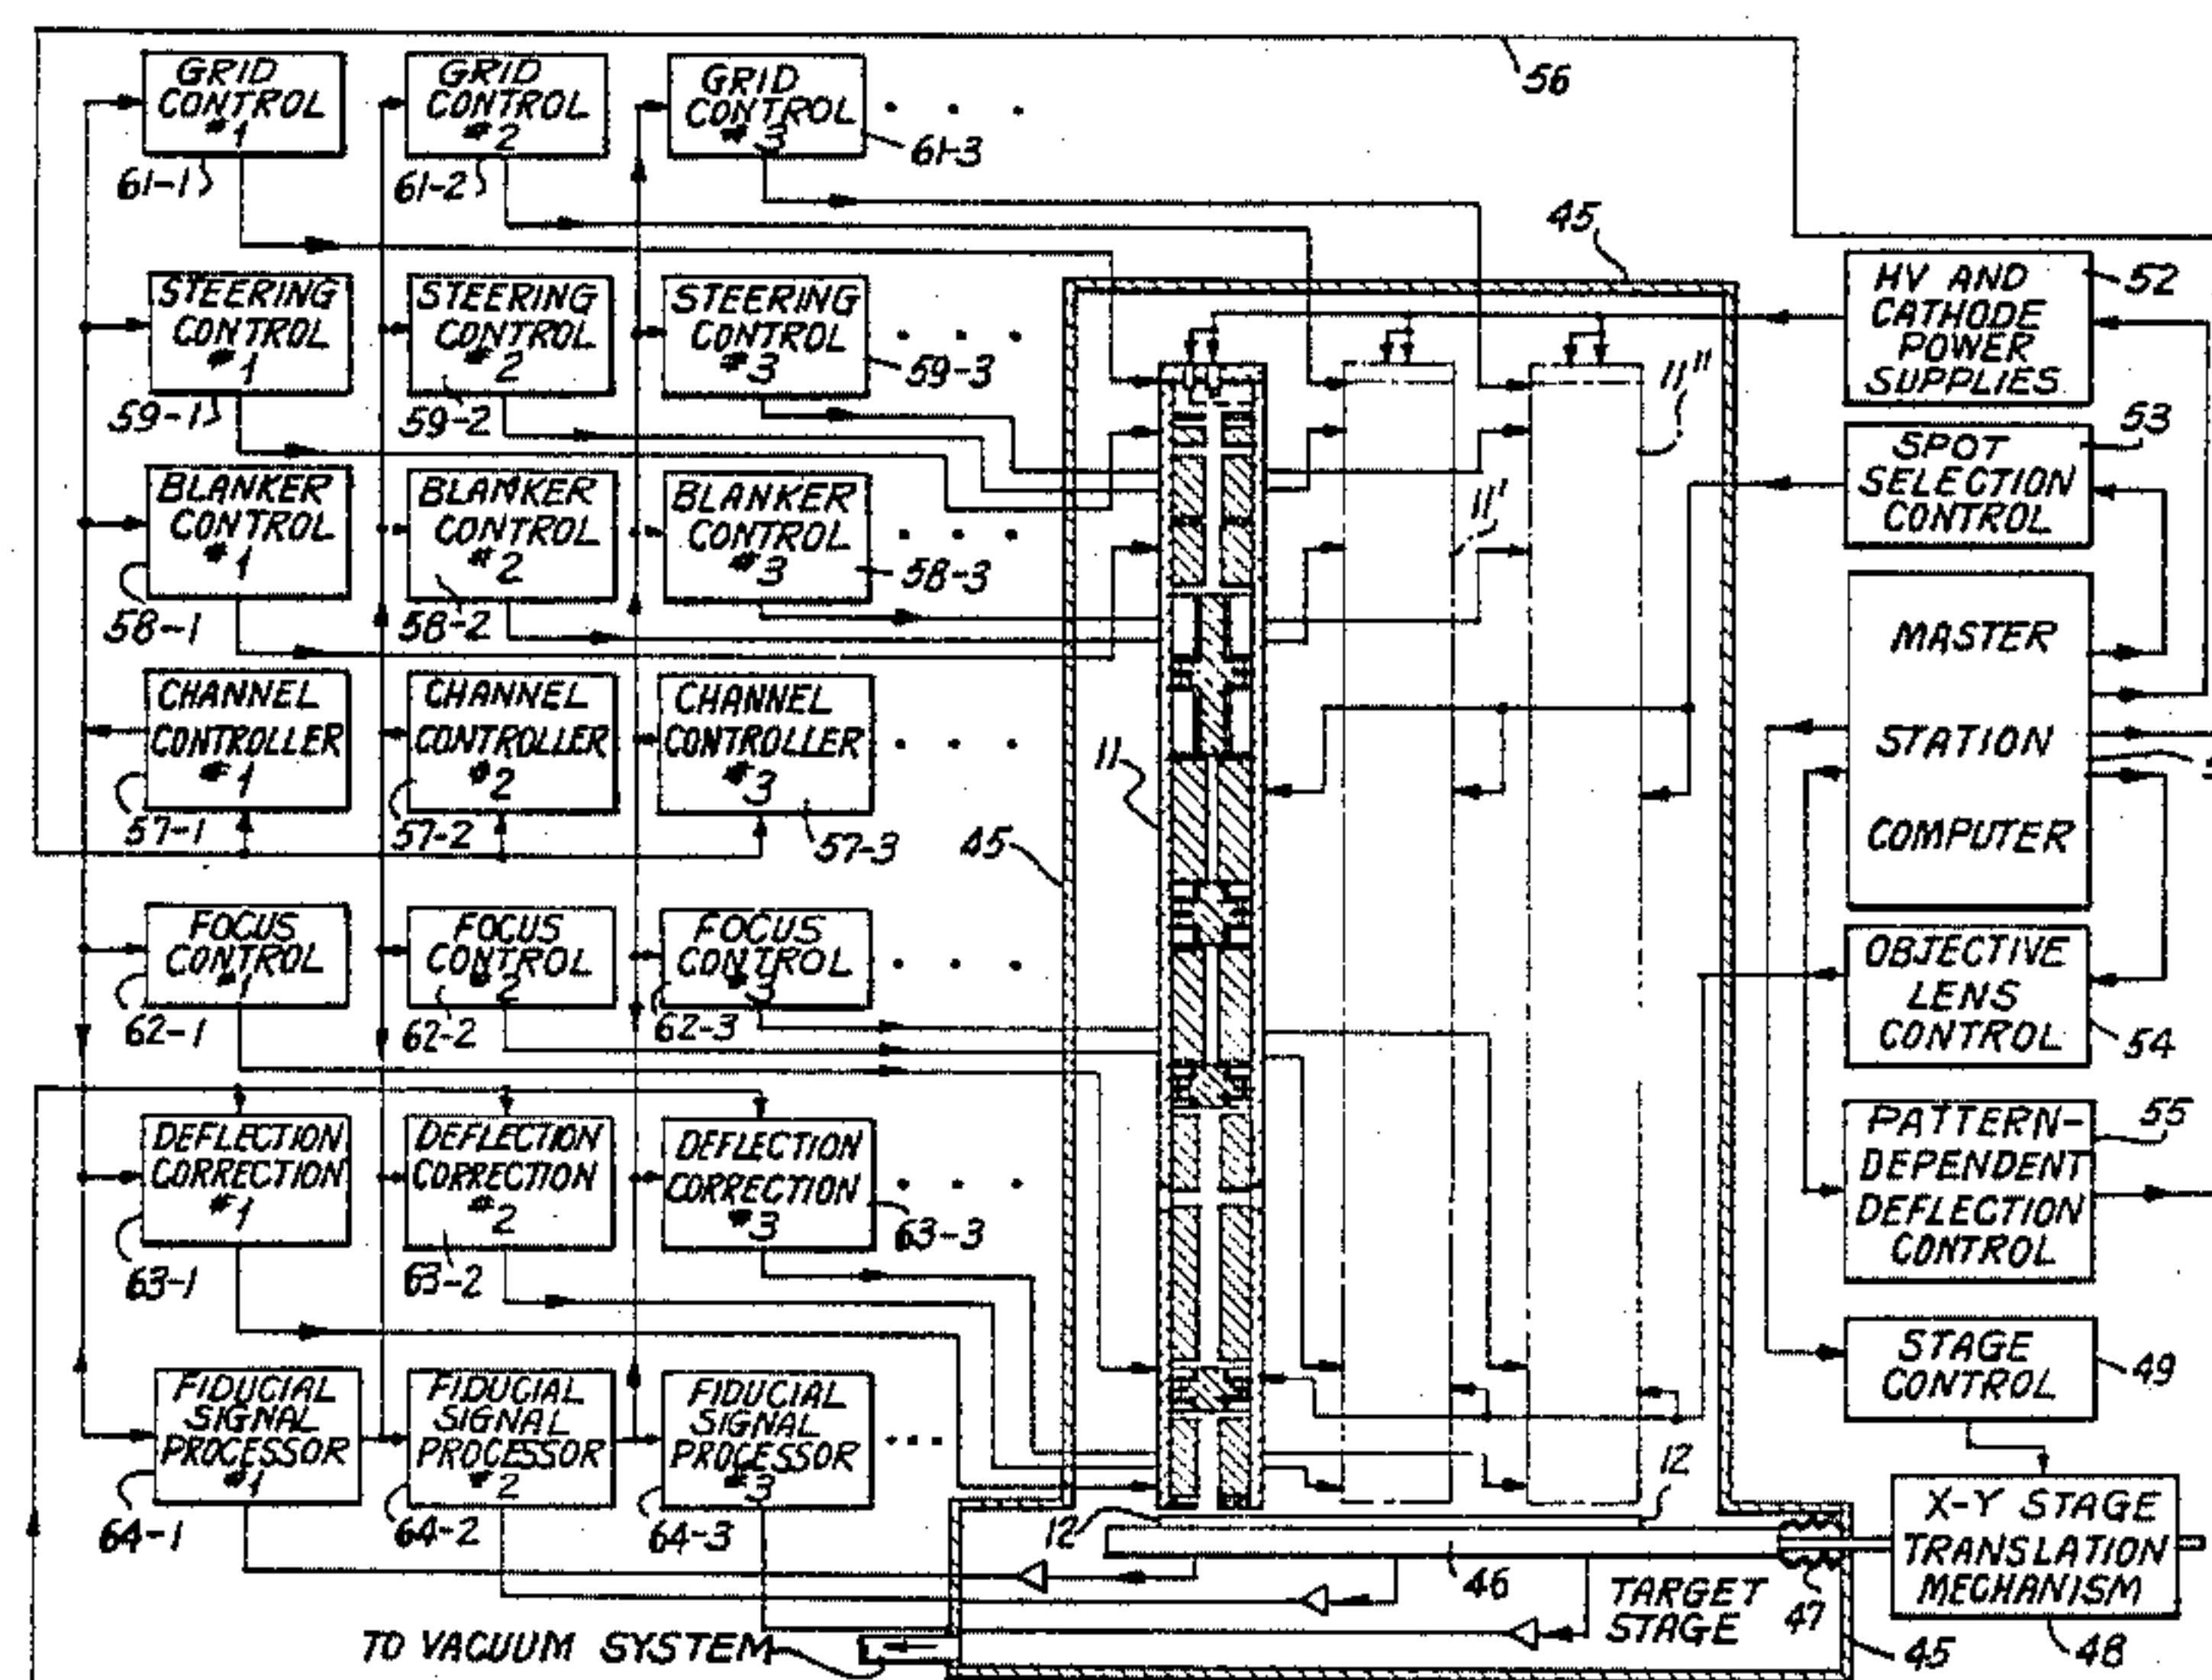 56
GRID
CONTROL
#1
GRID
CONTROL
#2
GRID
CONTROL
#3
61-1
61-2
61-3
45
STEERING
CONTROL
#1
STEERING
CONTROL
#2
STEERING
CONTROL
#3
59-1
59-2
59-3
HV AND
CATHODE
POWER
SUPPLIES
52
11"
SPOT
SELECTION
CONTROL
53
BLANKER
CONTROL
#1
BLANKER
CONTROL
#2
BLANKER
CONTROL
#3
58-1
58-2
58-3
11'
MASTER
STATION
COMPUTER
CHANNEL
CONTROLLER
#1
CHANNEL
CONTROLLER
#2
CHANNEL
CONTROLLER
#3
57-1
57-2
57-3
11
45
FOCUS
CONTROL
#1
FOCUS
CONTROL
#2
FOCUS
CONTROL
#3
62-1
62-2
62-3
OBJECTIVE
LENS
CONTROL
54
DEFLECTION
CORRECTION
#1
DEFLECTION
CORRECTION
#2
DEFLECTION
CORRECTION
#3
63-1
63-2
63-3
PATTERN-
DEPENDENT
DEFLECTION
CONTROL
55
STAGE
CONTROL
49
FIDUCIAL
SIGNAL
PROCESSOR
#1
FIDUCIAL
SIGNAL
PROCESSOR
#2
FIDUCIAL
SIGNAL
PROCESSOR
#3
64-1
64-2
64-3
12
12
X-Y STAGE
TRANSLATION
MECHANISM
46
TARGET
STAGE
47
45
48
TO VACUUM SYSTEM